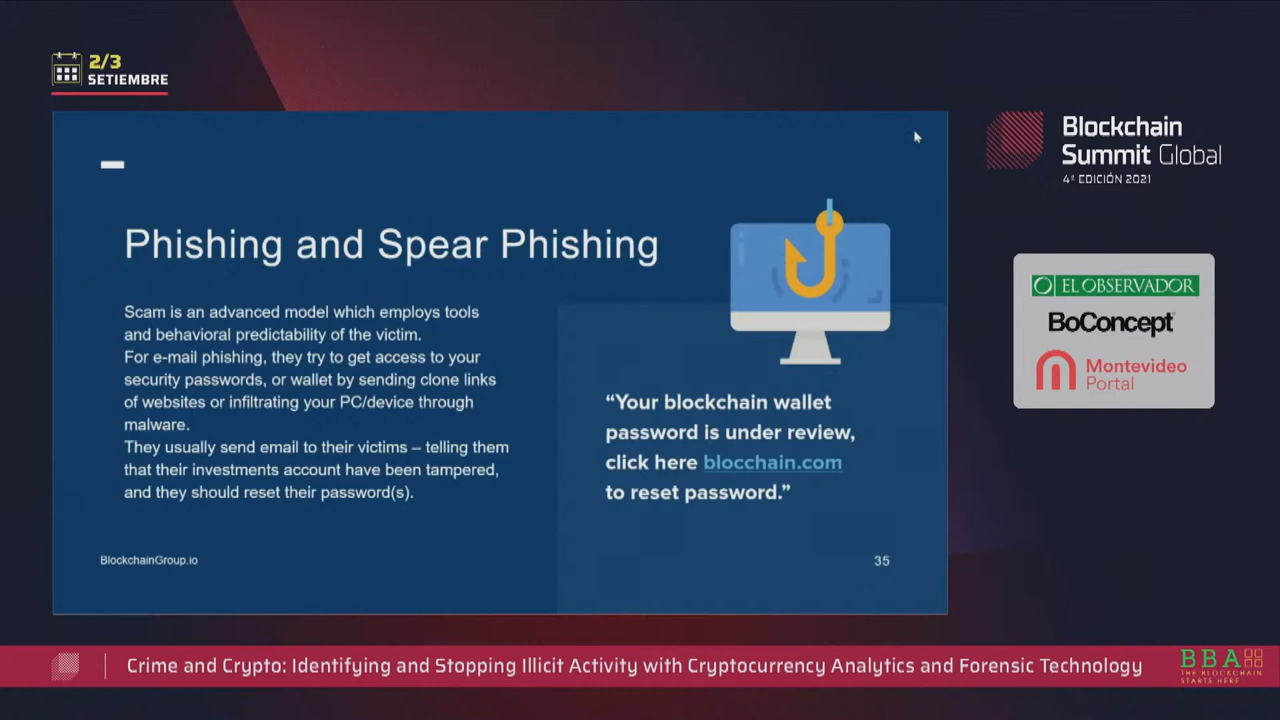 2/3
SETIEMBRE
Blockchain
Summit Global
4ª EDICIÓN 2021
Phishing and Spear Phishing
Scam is an advanced model which employs tools
and behavioral predictability of the victim.
For e-mail phishing, they try to get access to your
security passwords, or wallet by sending clone links
of websites or infiltrating your PC/device through
malware.
They usually send email to their victims – telling them
that their investments account have been tampered,
and they should reset their password(s).
“Your blockchain wallet
password is under review,
click here blocchain.com
to reset password.”
BlockchainGroup.io
35
EL OBSERVADOR
BoConcept
Montevideo
Portal
Crime and Crypto: Identifying and Stopping Illicit Activity with Cryptocurrency Analytics and Forensic Technology
BBA
THE BLOCKCHAIN
STARTS HERE